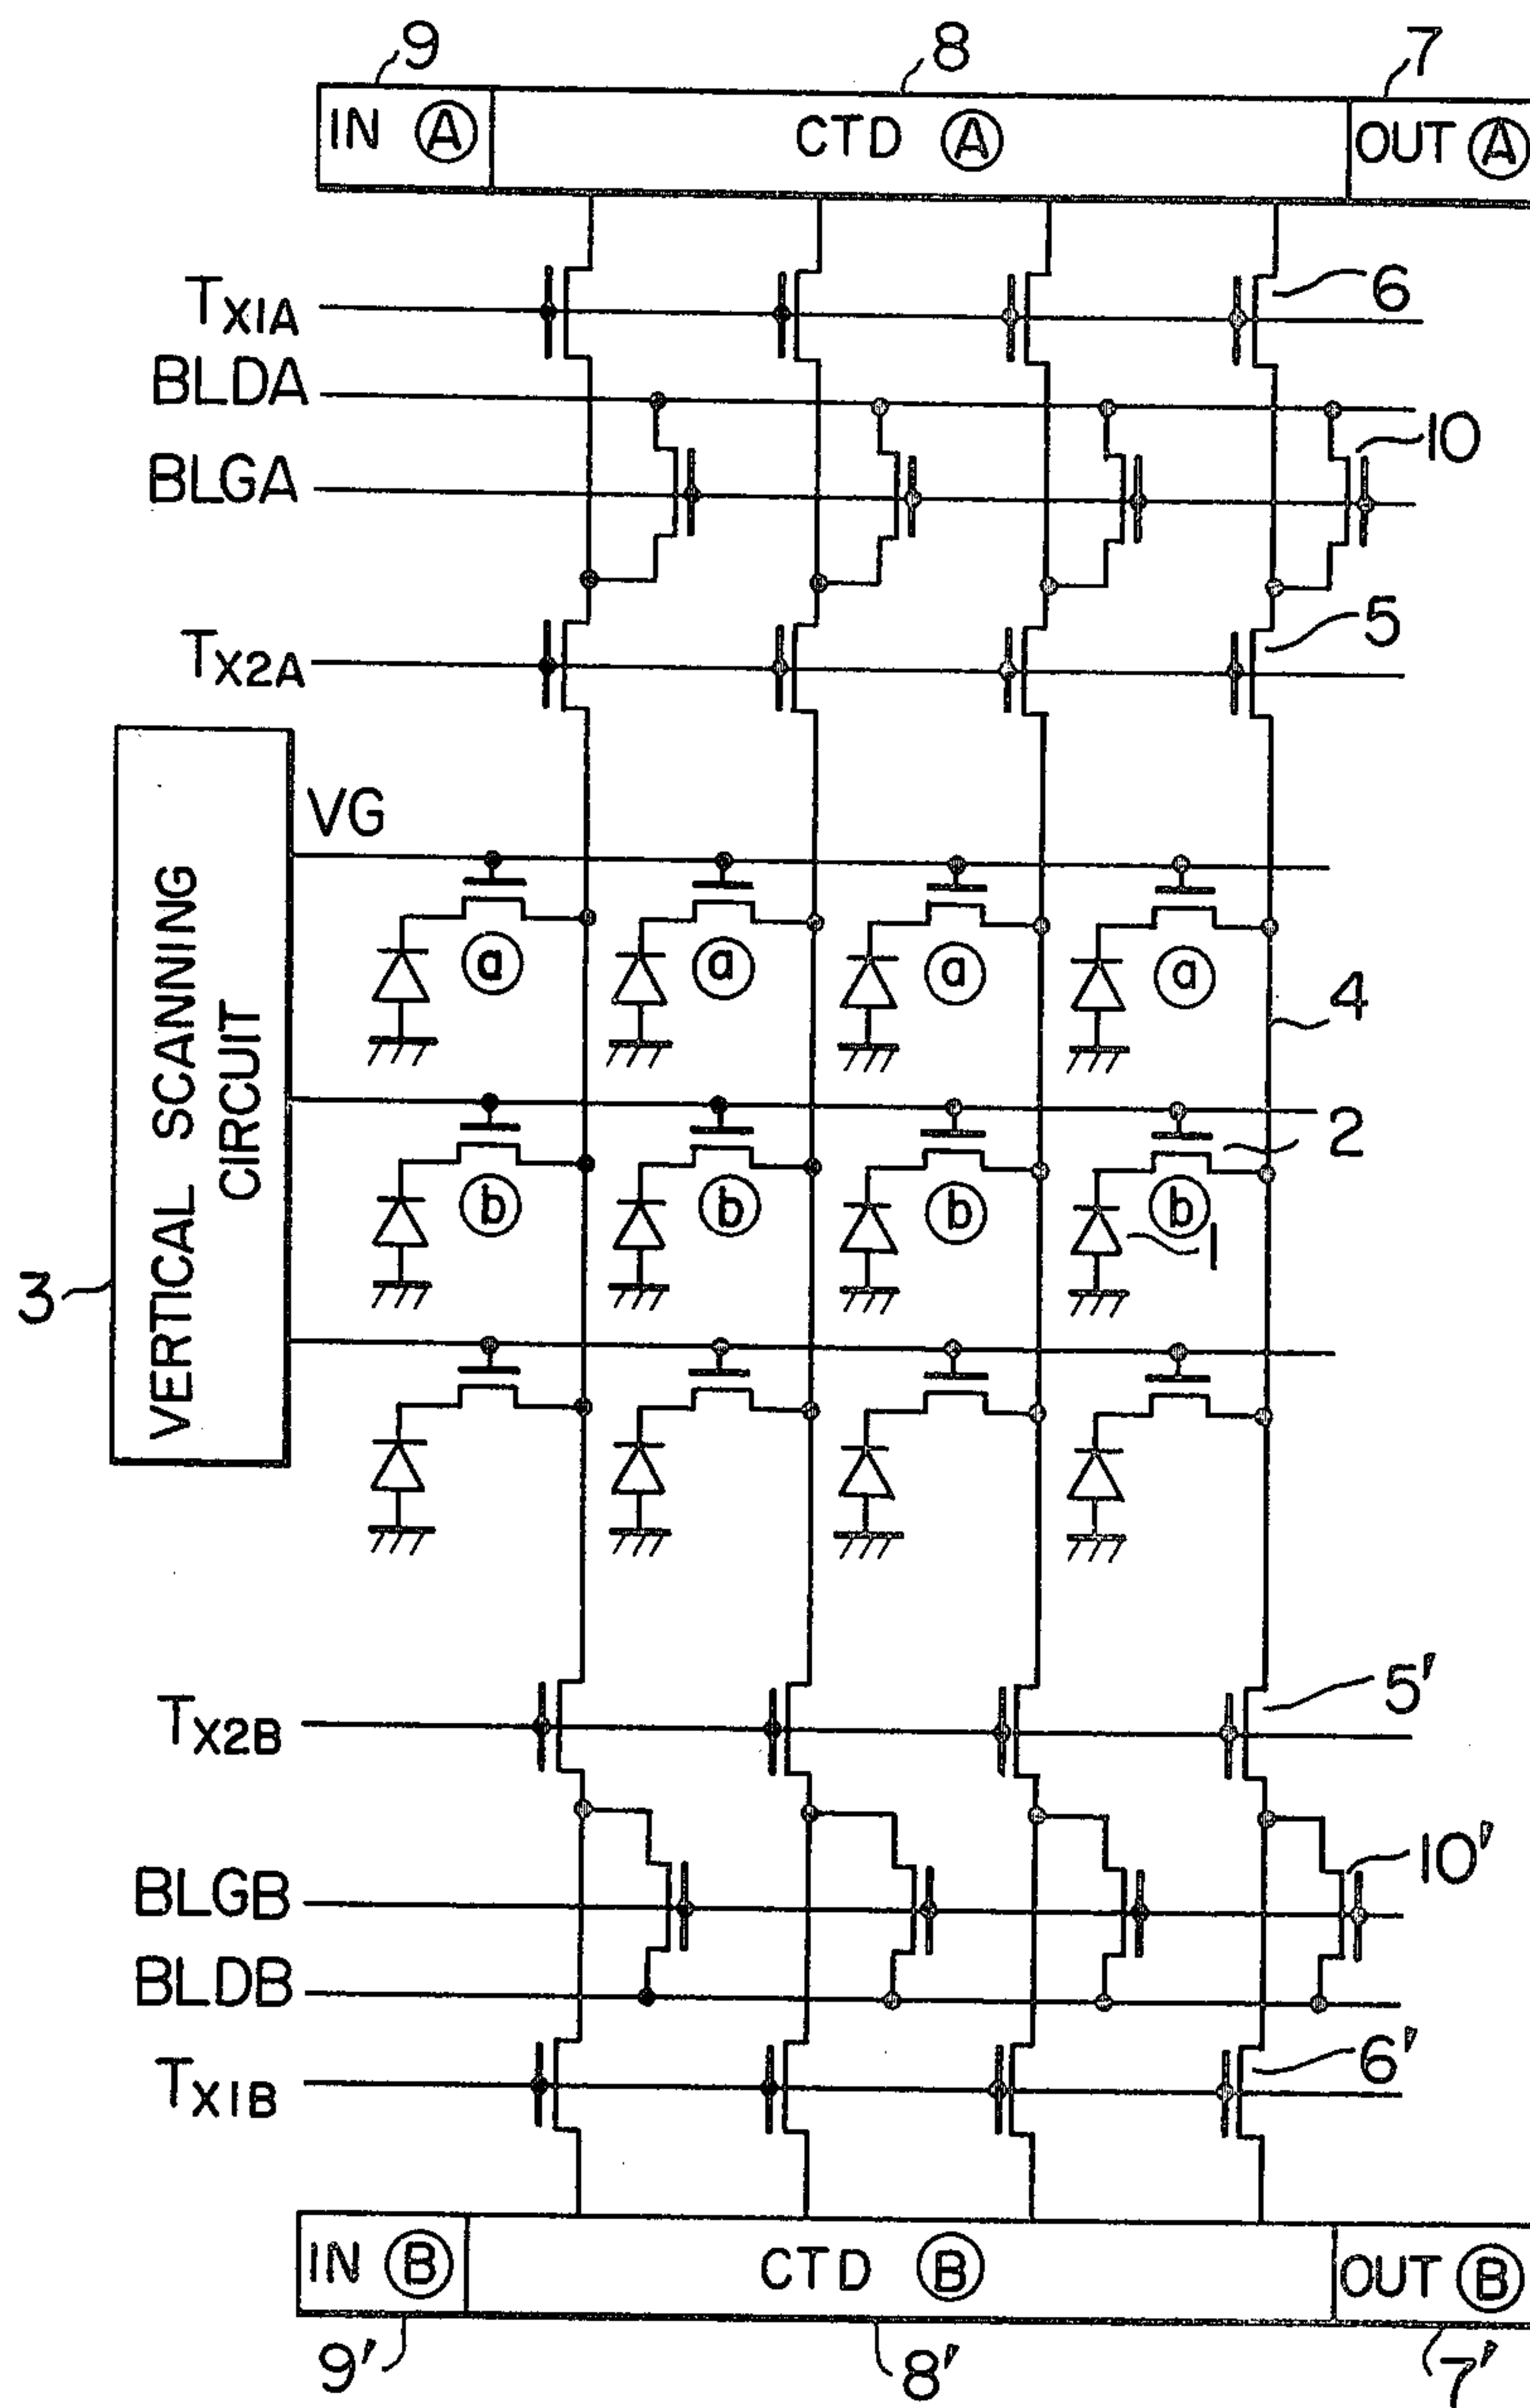 9 8 7
IN Ⓐ CTD Ⓐ OUT Ⓐ
TX1A 6
BLDA
BLGA 10
TX2A 5
VG
VERTICAL SCANNING
CIRCUIT
ⓐ ⓐ ⓐ ⓐ
4
2
ⓑ ⓑ ⓑ ⓑ
1
3
TX2B 5'
BLGB 10'
BLDB
TX1B 6'
IN Ⓑ CTD Ⓑ OUT Ⓑ
9' 8' 7'